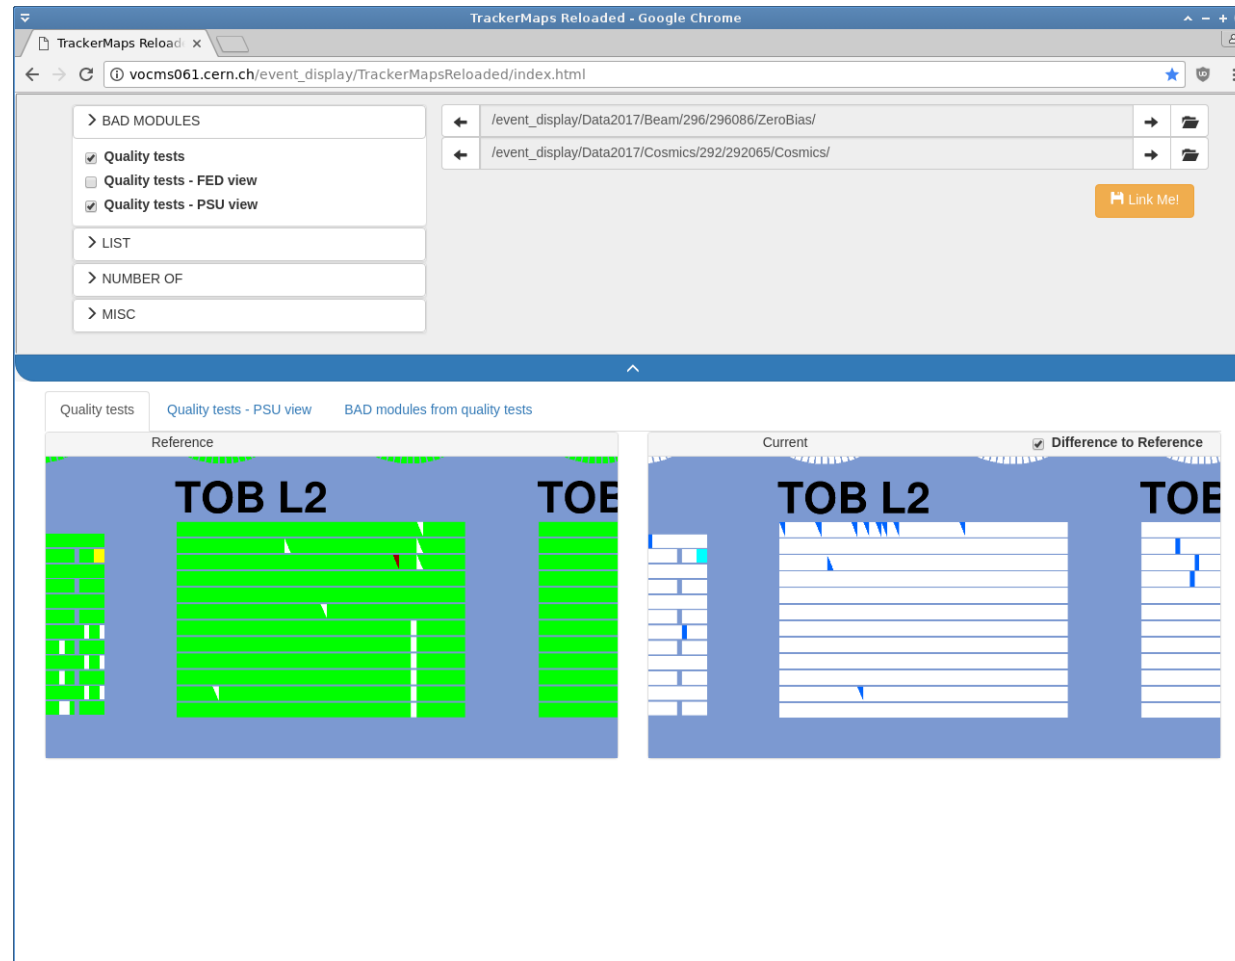 TrackerMaps Reloaded - Google Chrome
TrackerMaps Reload
vocms061.cern.ch/event_display/TrackerMapsReloaded/index.html
BAD MODULES
/event_display/Data2017/Beam/296/296086/ZeroBias/
/event_display/Data2017/Cosmics/292/292065/Cosmics/
Quality tests
Quality tests - FED view
Quality tests - PSU view
Link Me!
LIST
NUMBER OF
MISC
Quality tests Quality tests - PSU view BAD modules from quality tests
Reference Current Difference to Reference
TOB L2 TOB TOB L2 TOB